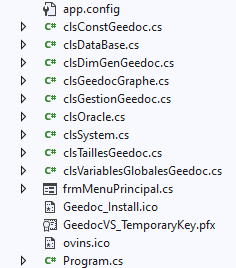 app.config
C# clsConstGeedoc.cs
C# clsDataBase.cs
C# clsDimGenGeedoc.cs
C# clsGeedocGraphe.cs
C# clsGestionGeedoc.cs
C# clsOracle.cs
C# clsSystem.cs
C# clsTaillesGeedoc.cs
C# clsVariablesGlobalesGeedoc.cs
frmMenuPrincipal.cs
Geedoc_Install.ico
GeedocVS_TemporaryKey.pfx
ovins.ico
C# Program.cs